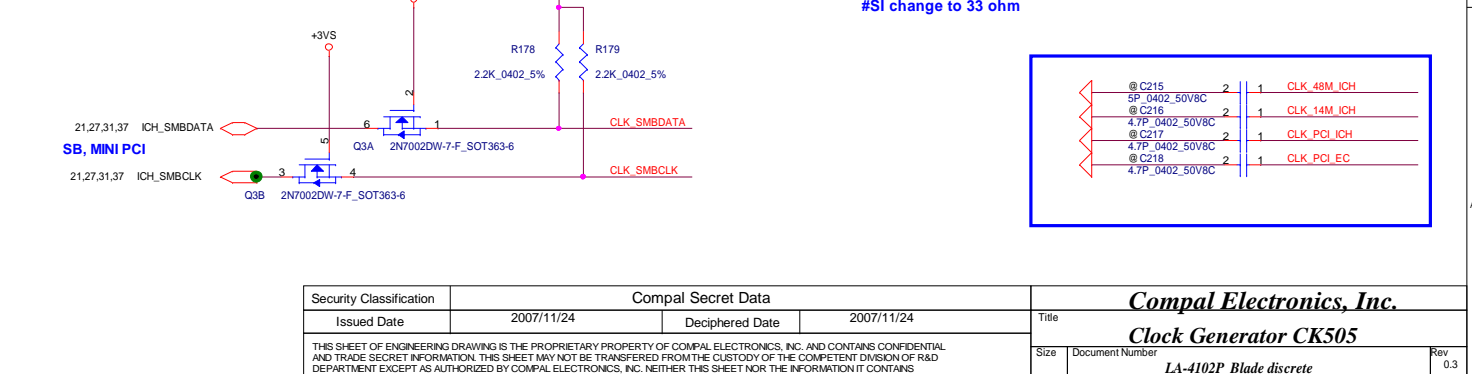 #SI change to 33 ohm
+3VS
R178 R179
2.2K_0402_5% 2.2K_0402_5%
2
21,27,31,37 ICH_SMBDATA 6 1 CLK_SMBDATA
Q3A 2N7002DW-7-F_SOT363-6
5
SB, MINI PCI
21,27,31,37 ICH_SMBCLK 3 4 CLK_SMBCLK
Q3B 2N7002DW-7-F_SOT363-6
@C215 2 1 CLK_48M_ICH
5P_0402_50V8C
@C216 2 1 CLK_14M_ICH
4.7P_0402_50V8C
@C217 2 1 CLK_PCI_ICH
4.7P_0402_50V8C
@C218 2 1 CLK_PCI_EC
4.7P_0402_50V8C
Security Classification Compal Secret Data
Issued Date 2007/11/24 Deciphered Date 2007/11/24
THIS SHEET OF ENGINEERING DRAWING IS THE PROPRIETARY PROPERTY OF COMPAL ELECTRONICS, INC. AND CONTAINS CONFIDENTIAL
AND TRADE SECRET INFORMATION. THIS SHEET MAY NOT BE TRANSFERED FROM THE CUSTODY OF THE COMPETENT DIVISION OF R&D
DEPARTMENT EXCEPT AS AUTHORIZED BY COMPAL ELECTRONICS, INC. NEITHER THIS SHEET NOR THE INFORMATION IT CONTAINS
Compal Electronics, Inc.
Title
Clock Generator CK505
Size Document Number Rev
LA-4102P Blade discrete 0.3